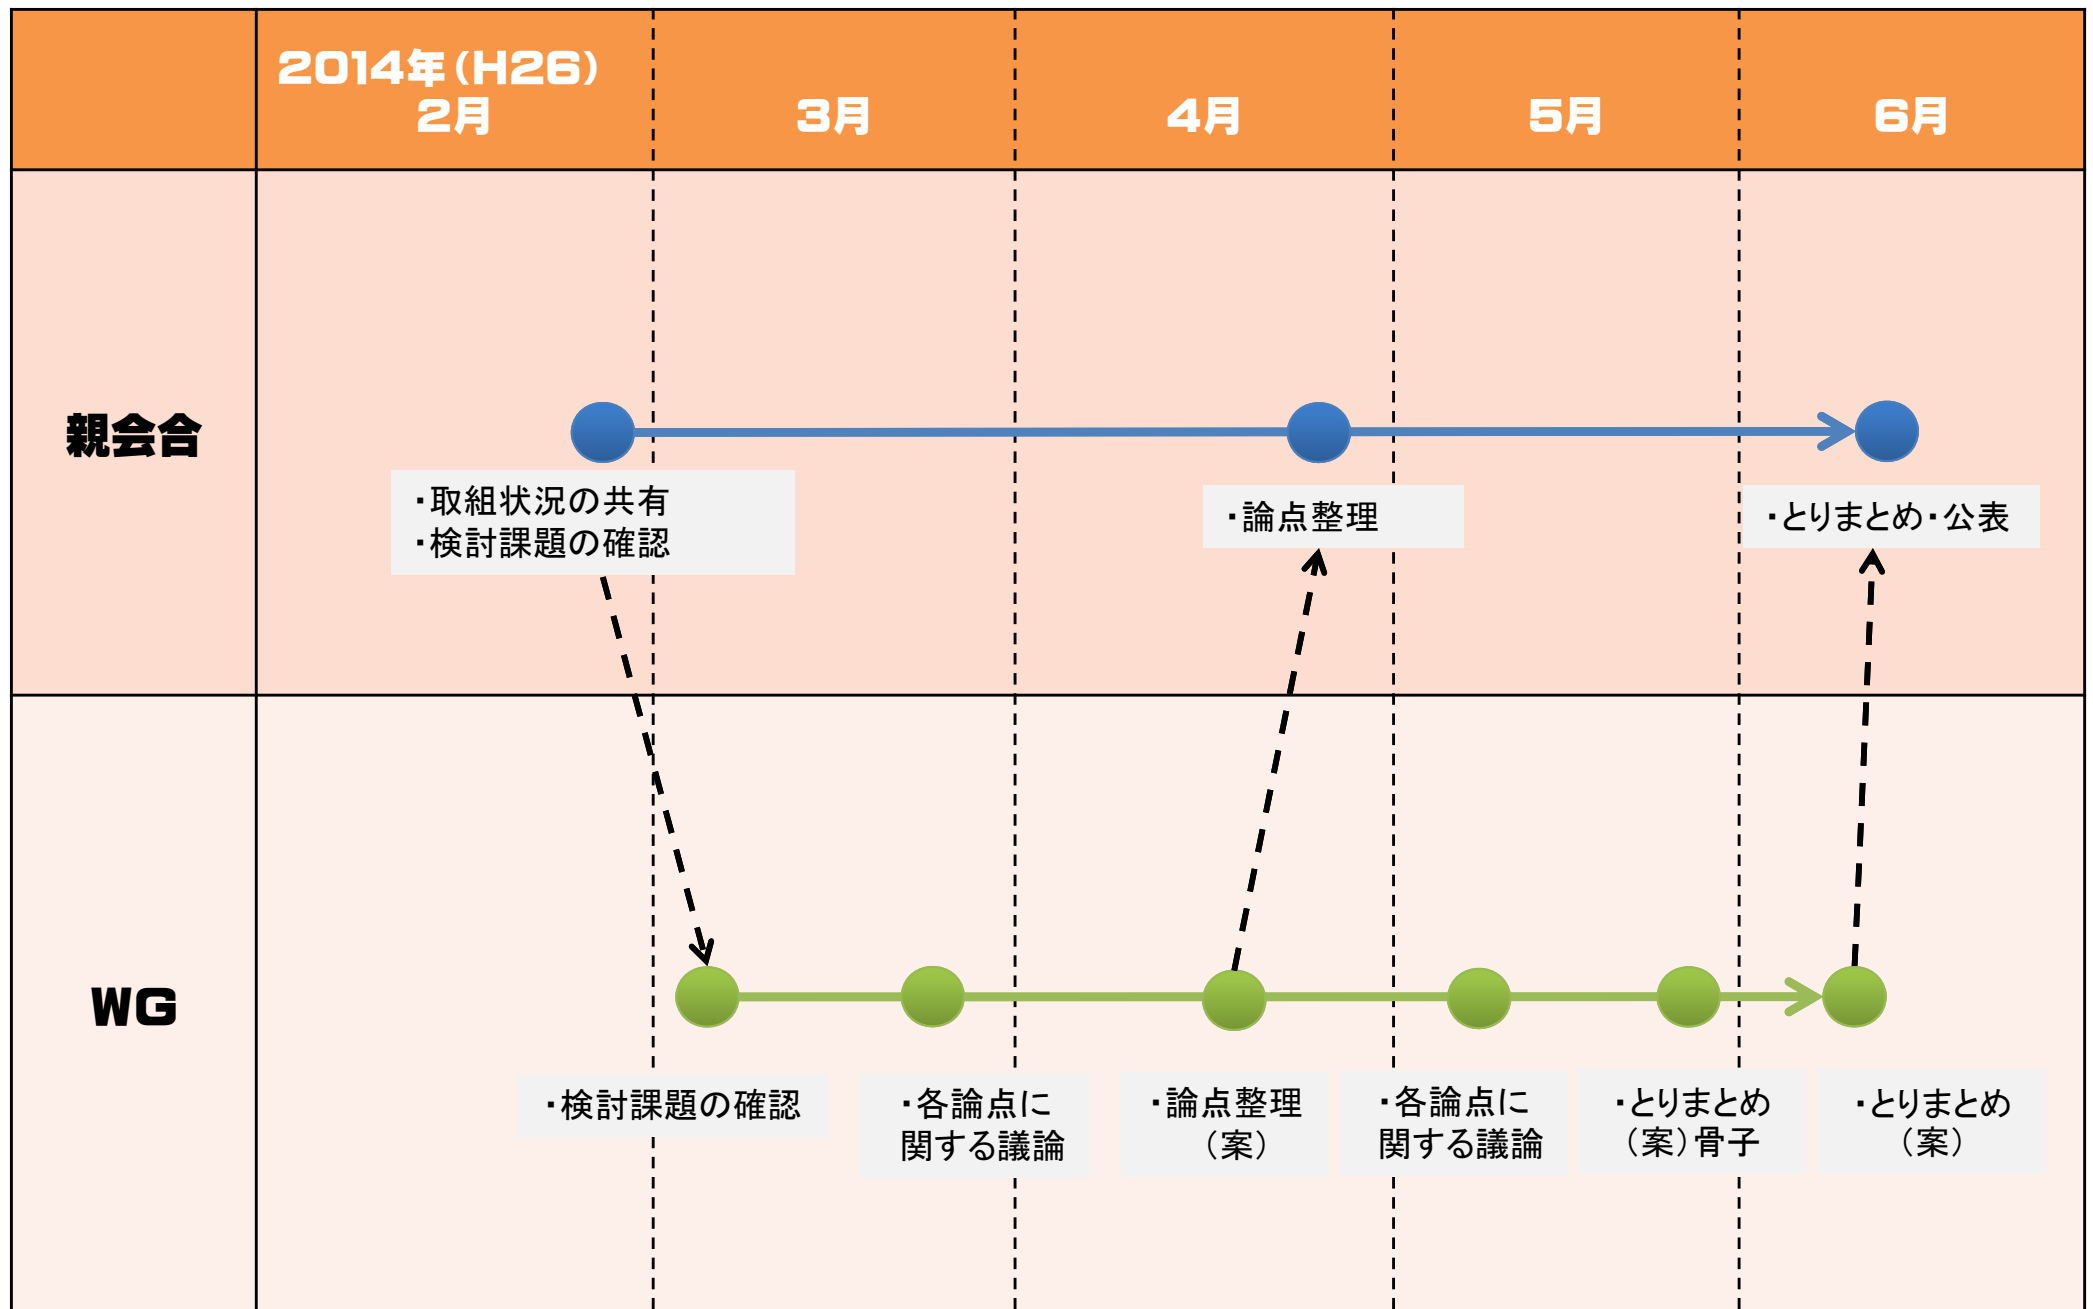 2014年(H26)
2月
3月
4月
5月
6月
親会合
・取組状況の共有
・検討課題の確認
・論点整理
・とりまとめ・公表
WG
・検討課題の確認
・各論点に
関する議論
・論点整理
（案）
・各論点に
関する議論
・とりまとめ
（案）骨子
・とりまとめ
（案）